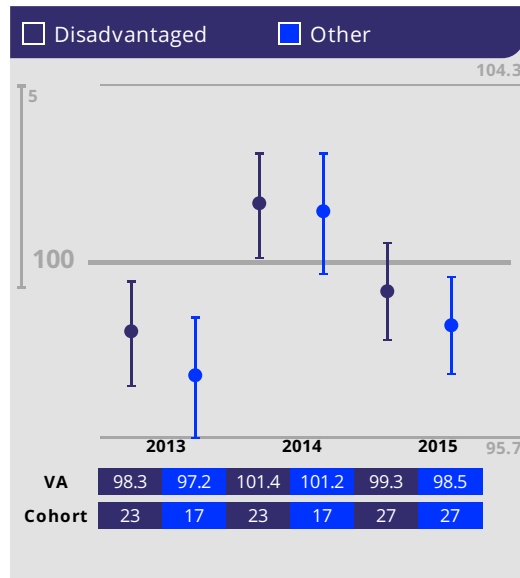 Disadvantaged Other
104.3
5
100
2013 2014 2015 95.7
VA 98.3 97.2 101.4 101.2 99.3 98.5
Cohort 23 17 23 17 27 27